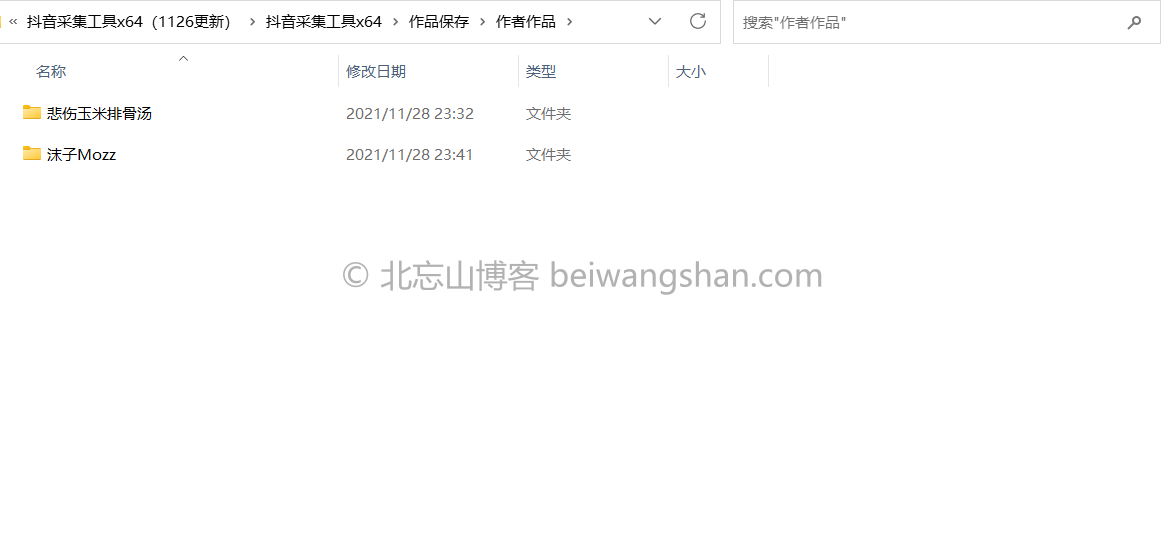 « 抖音采集工具x64（1126更新） › 抖音采集工具x64 › 作品保存 › 作者作品 ›
搜索"作者作品"
名称 修改日期 类型 大小
悲伤玉米排骨汤 2021/11/28 23:32 文件夹
沫子Mozz 2021/11/28 23:41 文件夹
© 北忘山博客 beiwangshan.com